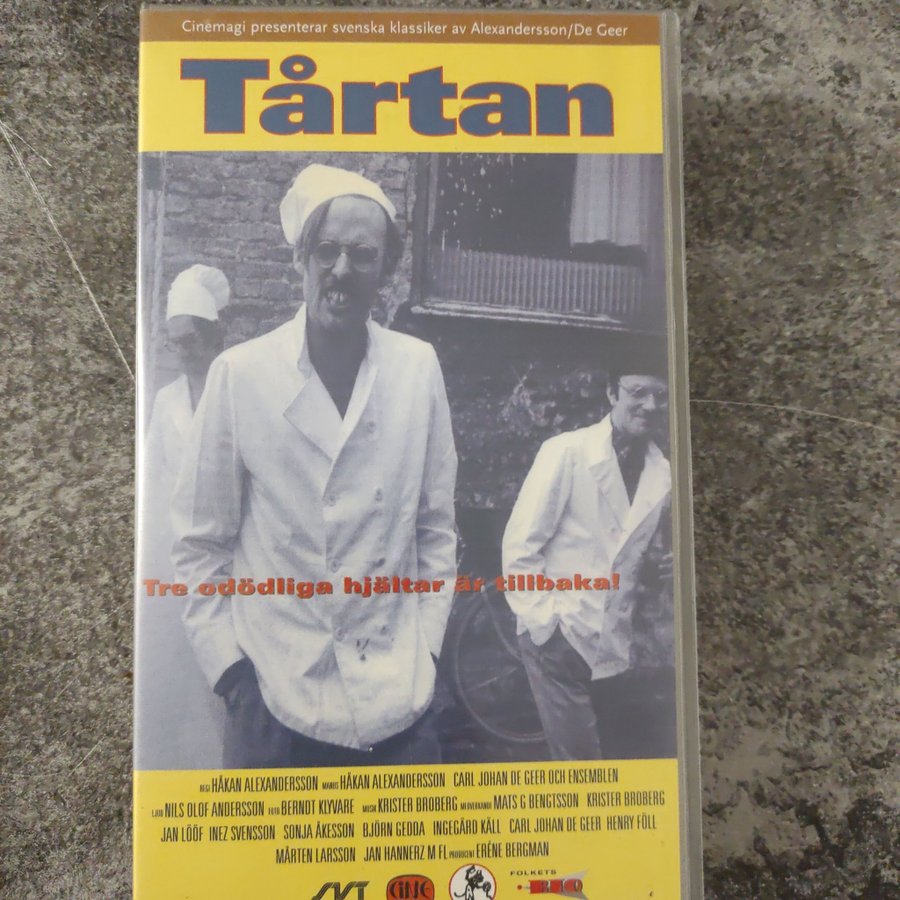 Cinemagi presenterar svenska klassiker av Alexandersson/De Geer
Tårtan
Tre odödliga hjältar är tillbaka!
REGI HÅKAN ALEXANDERSSON MANUS HÅKAN ALEXANDERSSON CARL JOHAN DE GEER OCH ENSEMBLEN
LJUD NILS OLOF ANDERSSON FOTO BERNDT KLYVARE MUSIK KRISTER BROBERG MEDVERKANDE MATS G BENGTSSON KRISTER BROBERG
JAN LÖÖF INEZ SVENSSON SONJA ÅKESSON BJÖRN GEDDA INGEGÄRD KÄLL CARL JOHAN DE GEER HENRY FÖLL
MÅRTEN LARSSON JAN HANNERZ M FL PRODUCENT ERÉNE BERGMAN
SVT CINE FOLKETS BIO